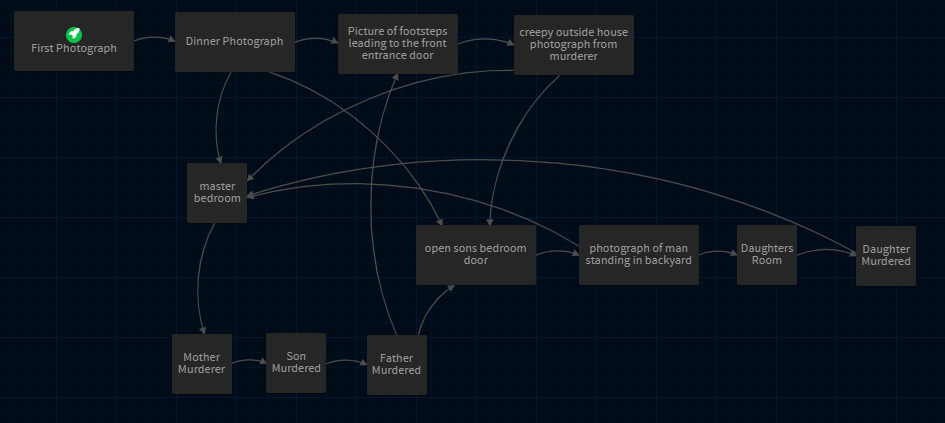 First Photograph
Dinner Photograph
Picture of footsteps
leading to the front
entrance door
creepy outside house
photograph from
murderer
master
bedroom
open sons bedroom
door
photograph of man
standing in backyard
Daughters
Room
Daughter
Murdered
Mother
Murderer
Son
Murdered
Father
Murdered